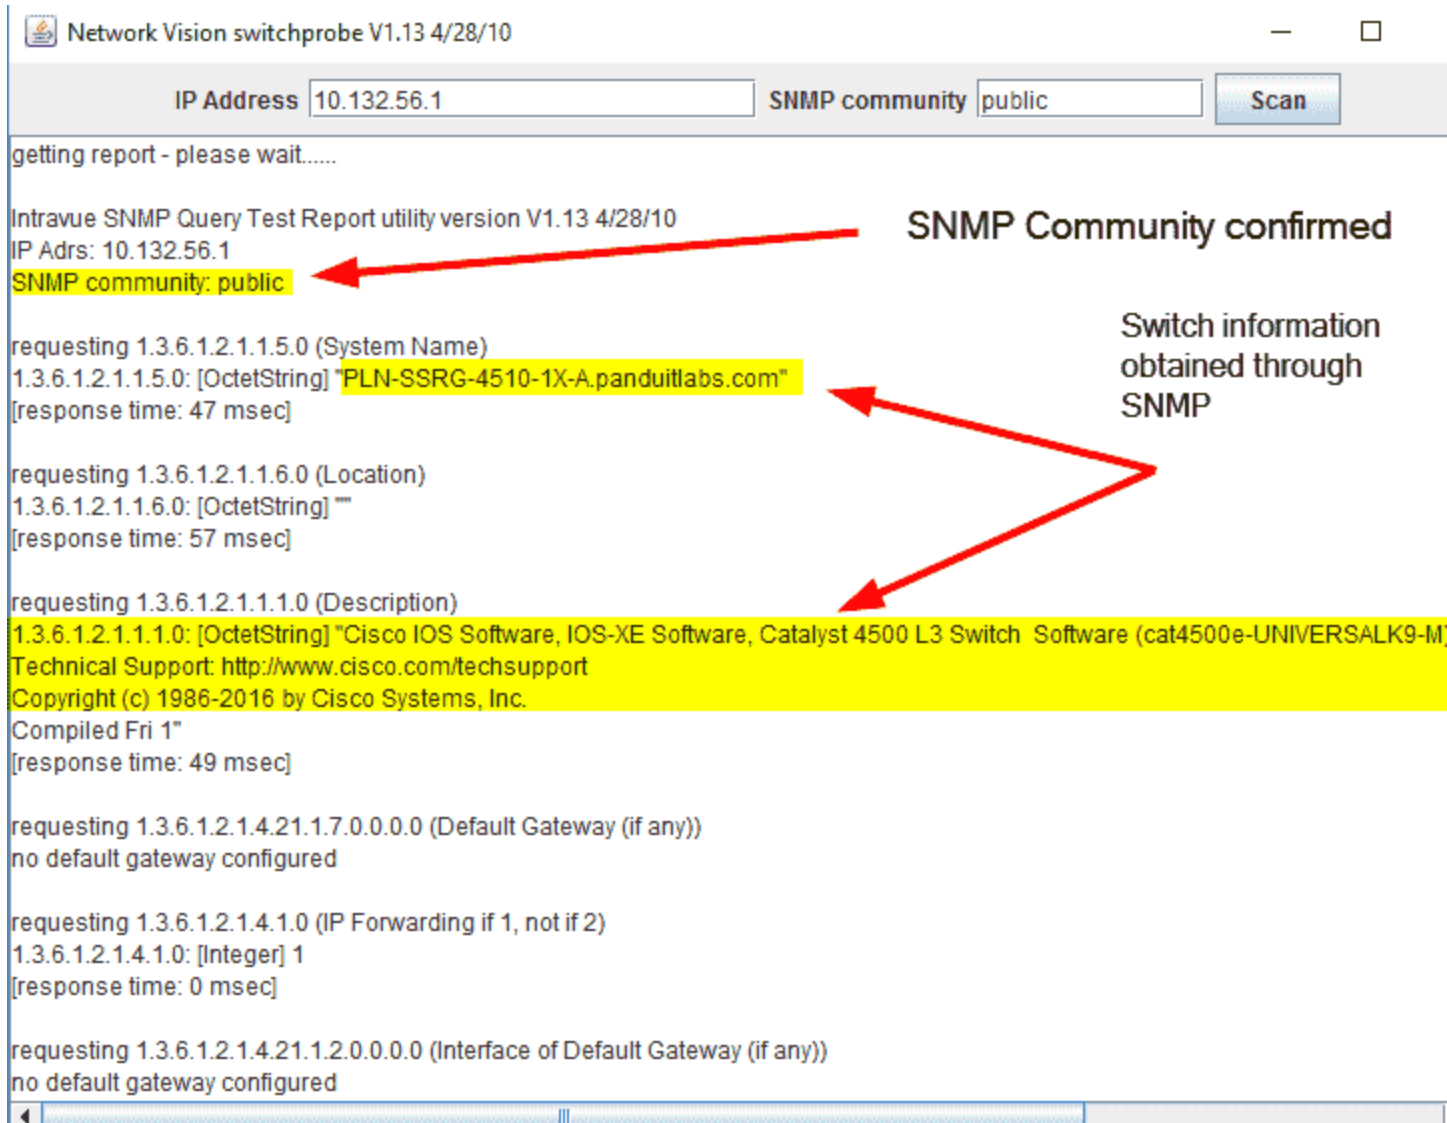 Network Vision switchprobe V1.13 4/28/10
IP Address 10.132.56.1 SNMP community public Scan
getting report - please wait......
Intravue SNMP Query Test Report utility version V1.13 4/28/10
SNMP Community confirmed
IP Adrs: 10.132.56.1
SNMP community: public
Switch information
obtained through
SNMP
requesting 1.3.6.1.2.1.1.5.0 (System Name)
1.3.6.1.2.1.1.5.0: [OctetString] "PLN-SSRG-4510-1X-A.panduitlabs.com"
[response time: 47 msec]
requesting 1.3.6.1.2.1.1.6.0 (Location)
1.3.6.1.2.1.1.6.0: [OctetString] ""
[response time: 57 msec]
requesting 1.3.6.1.2.1.1.1.0 (Description)
1.3.6.1.2.1.1.1.0: [OctetString] "Cisco IOS Software, IOS-XE Software, Catalyst 4500 L3 Switch  Software (cat4500e-UNIVERSALK9-M)
Technical Support: http://www.cisco.com/techsupport
Copyright (c) 1986-2016 by Cisco Systems, Inc.
Compiled Fri 1"
[response time: 49 msec]
requesting 1.3.6.1.2.1.4.21.1.7.0.0.0.0 (Default Gateway (if any))
no default gateway configured
requesting 1.3.6.1.2.1.4.1.0 (IP Forwarding if 1, not if 2)
1.3.6.1.2.1.4.1.0: [Integer] 1
[response time: 0 msec]
requesting 1.3.6.1.2.1.4.21.1.2.0.0.0.0 (Interface of Default Gateway (if any))
no default gateway configured